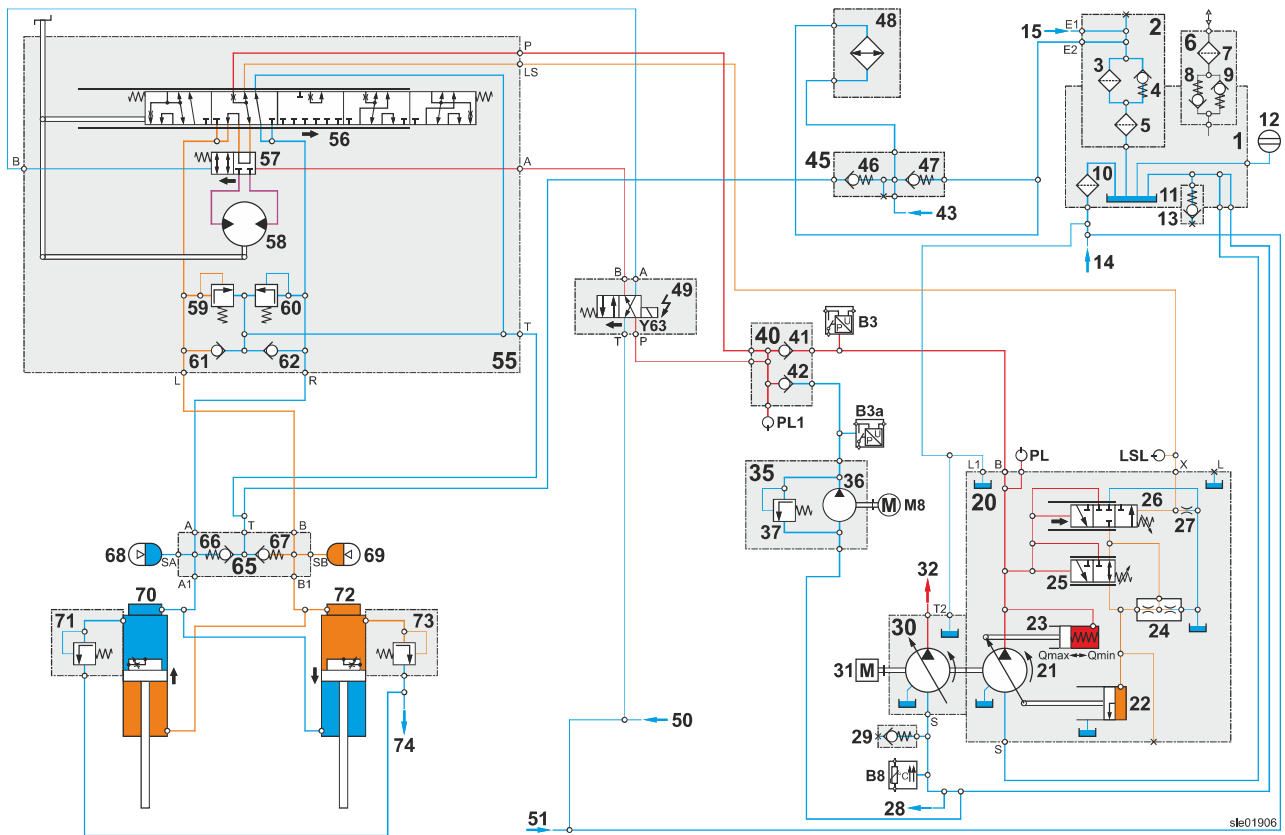 48
15
E1
E2
2
3
4
5
6
7
8
9
1
12
10
11
13
14
P
LS
56
B
57
A
58
59
60
61
62
55
T
L
R
45
46
47
43
B
A
49
Y63
T
P
40
41
42
PL1
B3
P U
B3a
P U
35
36
37
M
M8
PL
LSL
L1
B
X
L
20
26
27
25
24
23
Qmax
Qmin
21
22
S
32
T2
30
31
M
S
29
B8
°C
28
A
T
B
68
SA
66
65
67
SB
69
A1
B1
70
71
72
73
74
50
51
sle01906